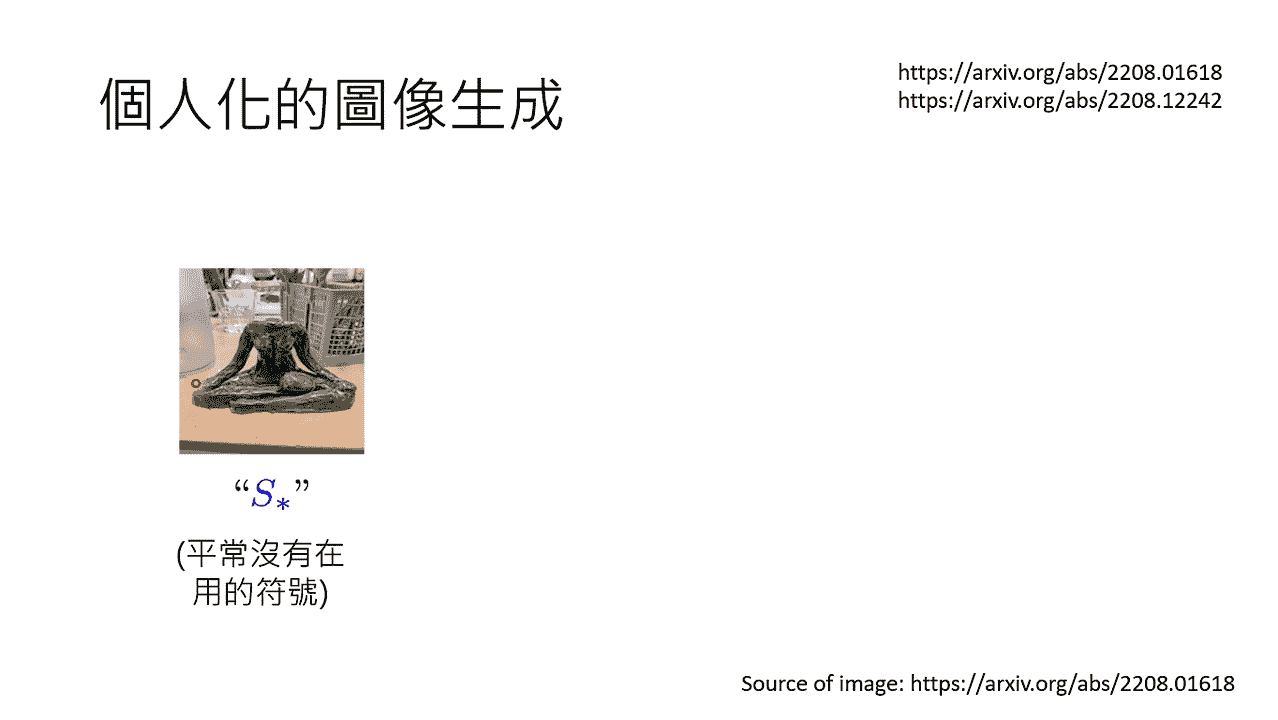 個人化的圖像生成
https://arxiv.org/abs/2208.01618
https://arxiv.org/abs/2208.12242
“S*”
(平常沒有在
用的符號)
Source of image: https://arxiv.org/abs/2208.01618